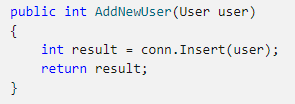 public int AddNewUser(User user)
{
    int result = conn.Insert(user);
    return result;
}